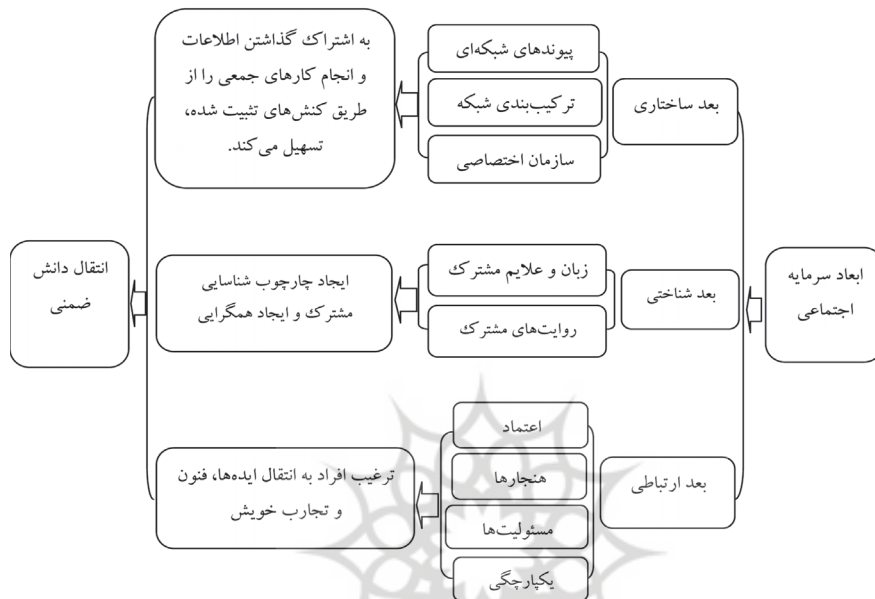 ابعاد سرمایه
اجتماعی
بعد ساختاری
پیوندهای شبکه‌ای
ترکیب‌بندی شبکه
سازمان اختصاصی
به اشتراک گذاشتن اطلاعات
و انجام کارهای جمعی را از
طریق کنش‌های تثبیت شده،
تسهیل می‌کند.
بعد شناختی
زبان و علایم مشترک
روایت‌های مشترک
ایجاد چارچوب شناسایی
مشترک و ایجاد همگرایی
بعد ارتباطی
اعتماد
هنجارها
مسئولیت‌ها
یکپارچگی
ترغیب افراد به انتقال ایده‌ها، فنون
و تجارب خویش
انتقال دانش
ضمنی